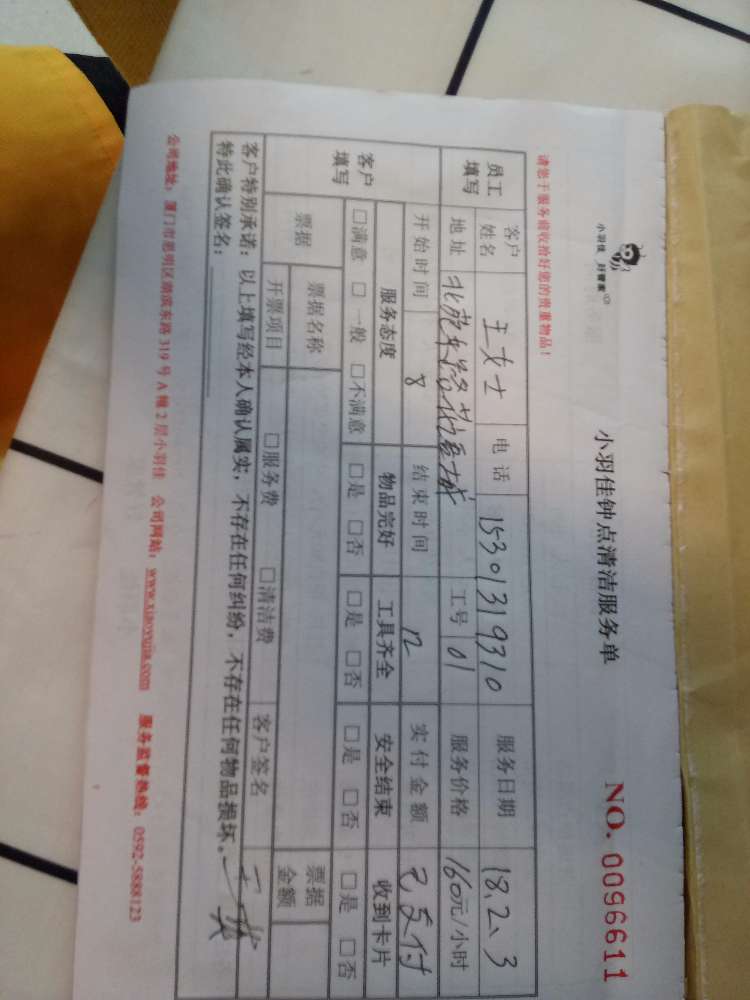 小羽佳 好管家
小羽佳钟点清洁服务单
NO. 0096611
请您于服务前收拾好您的贵重物品!
员工填写 客户姓名 王女士 电话 15301319310 服务日期 18.2、3
地址 工号 01 服务价格 160元/小时
开始时间 8 结束时间 12 实付金额 已支付
客户填写 服务态度 物品完好 工具齐全 安全结束 收到卡片
□满意 □一般 □不满意 □是 □否 □是 □否 □是 □否 □是 □否
票据 票据名称 票据金额
开票项目 □服务费 □清洁费 客户签名
客户特别承诺:以上填写经本人确认属实,不存在任何纠纷,不存在任何物品损坏。
特此确认签名:
公司地址:厦门市思明区湖滨东路319号A幢2层小羽佳 公司网站:www.xiaoyujia.com 服务监督热线:0592-5888123